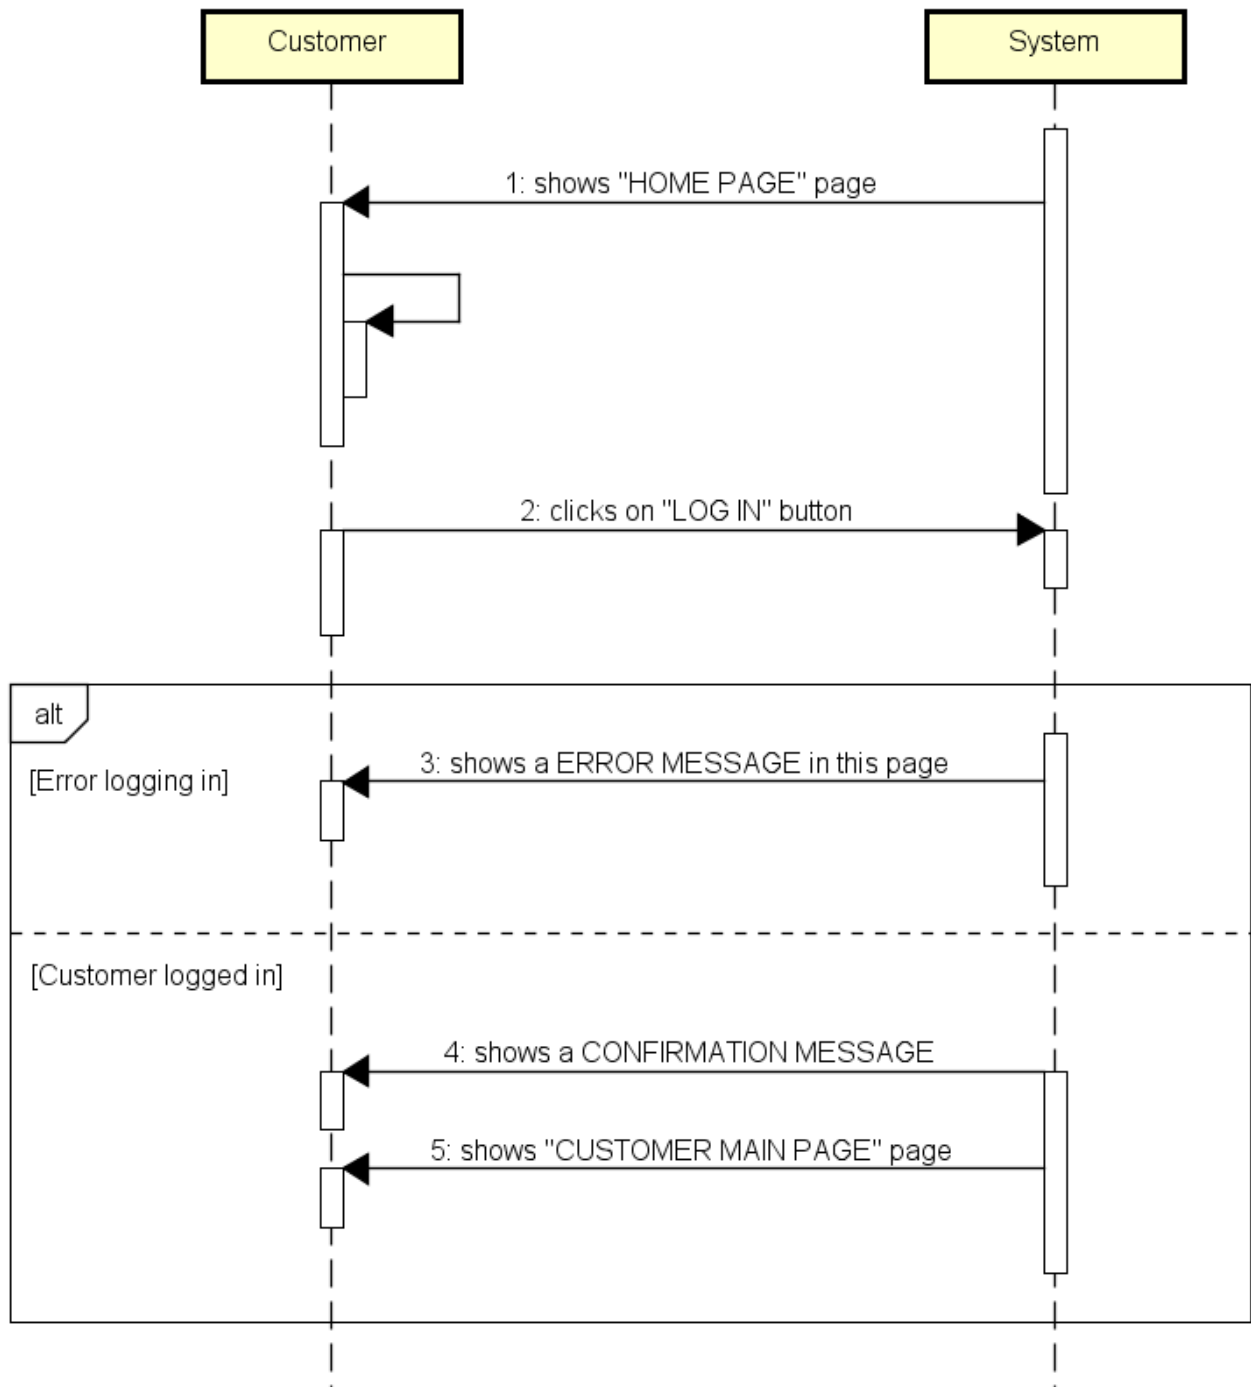 Customer
System
1: shows "HOME PAGE" page
2: clicks on "LOG IN" button
alt
3: shows a ERROR MESSAGE in this page
[Error logging in]
[Customer logged in]
4: shows a CONFIRMATION MESSAGE
5: shows "CUSTOMER MAIN PAGE" page